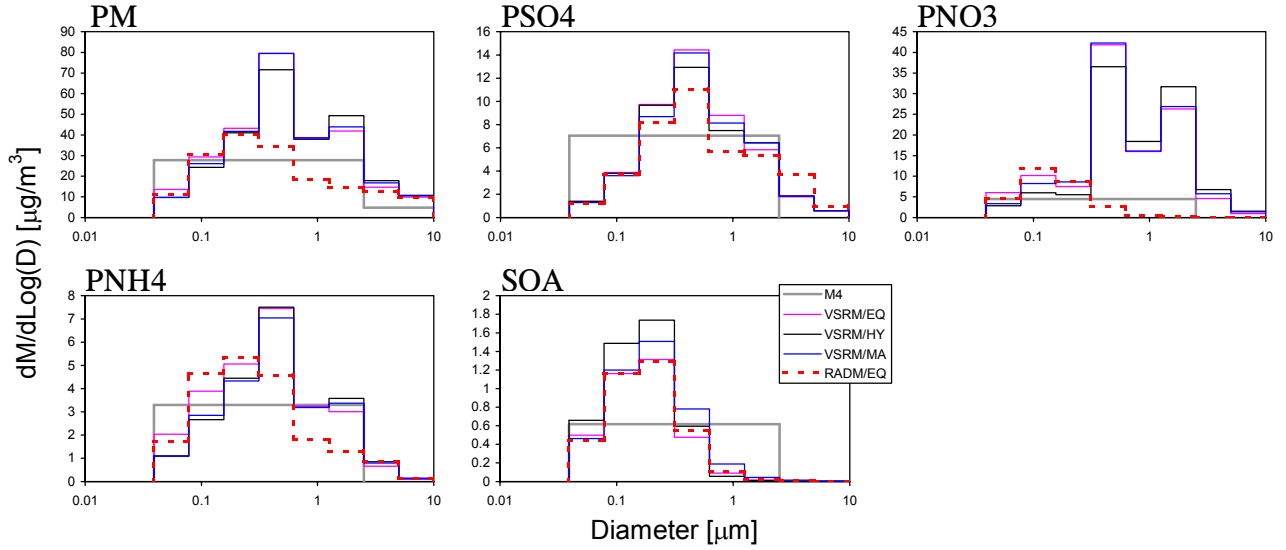 PM
PSO4
PNO3
90
80
70
60
50
40
30
20
10
0
0.01 0.1 1 10
16
14
12
10
8
6
4
2
0
0.01 0.1 1 10
45
40
35
30
25
20
15
10
5
0
0.01 0.1 1 10
dM/dLog(D) [μg/m³]
PNH4
SOA
8
7
6
5
4
3
2
1
0
0.01 0.1 1 10
2
1.8
1.6
1.4
1.2
1
0.8
0.6
0.4
0.2
0
0.01 0.1 1 10
M4
VSRM/EQ
VSRM/HY
VSRM/MA
RADM/EQ
Diameter [μm]